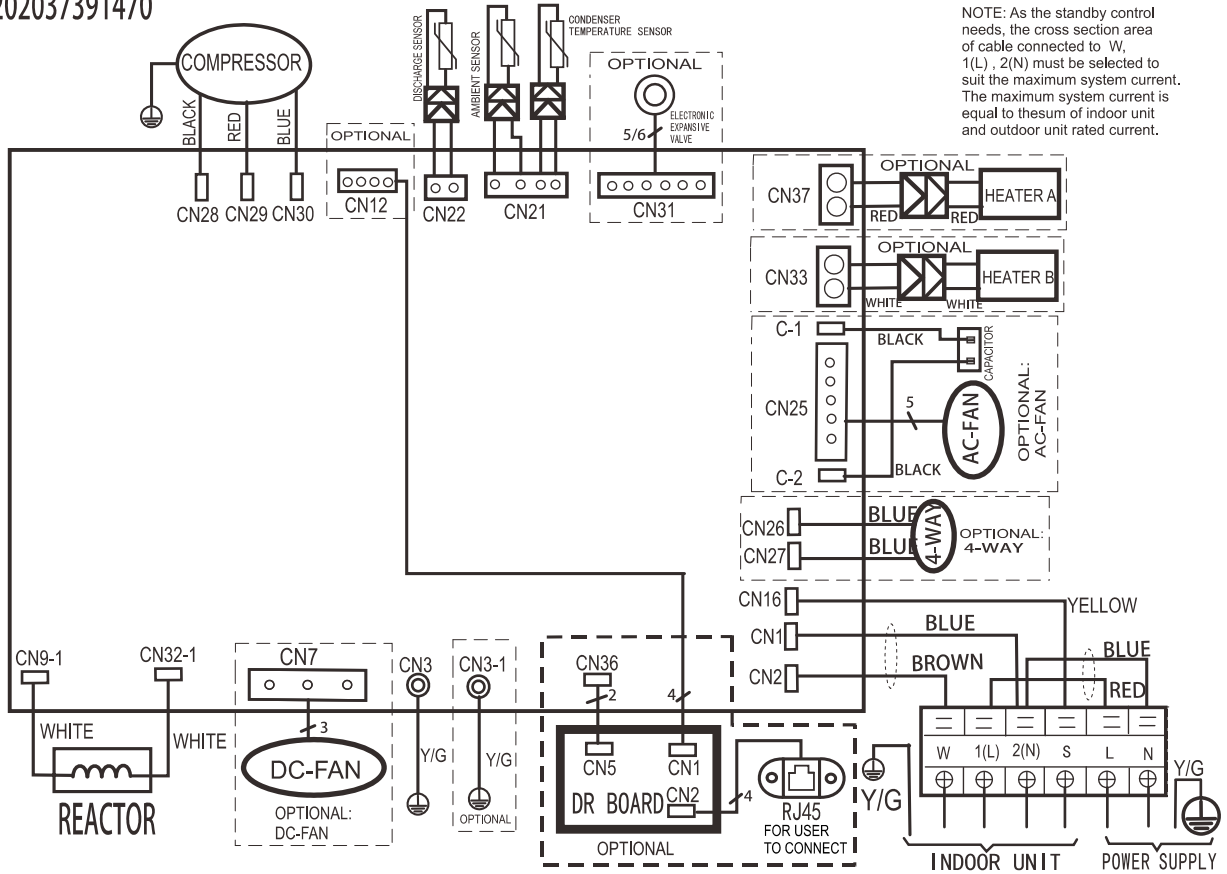 202037391470
NOTE: As the standby control
needs, the cross section area
of cable connected to W,
1(L) , 2(N) must be selected to
suit the maximum system current.
The maximum system current is
equal to thesum of indoor unit
and outdoor unit rated current.
COMPRESSOR
BLACK
RED
BLUE
CN28
CN29
CN30
OPTIONAL
CN12
DISCHARGE SENSOR
CN22
AMBIENT SENSOR
CONDENSER
TEMPERATURE SENSOR
CN21
OPTIONAL
ELECTRONIC
EXPANSIVE
VALVE
5/6
CN31
OPTIONAL
CN37
RED
RED
HEATER A
OPTIONAL
CN33
WHITE
WHITE
HEATER B
C-1
BLACK
CAPACITOR
CN25
5
AC-FAN
OPTIONAL:
AC-FAN
C-2
BLACK
CN26
BLUE
CN27
BLUE
4-WAY
OPTIONAL:
4-WAY
CN16
YELLOW
CN1
BLUE
CN2
BROWN
BLUE
RED
CN9-1
WHITE
REACTOR
CN32-1
WHITE
CN7
3
DC-FAN
OPTIONAL:
DC-FAN
CN3
Y/G
CN3-1
Y/G
OPTIONAL
CN36
2
4
CN5
CN1
DR BOARD
CN2
4
OPTIONAL
RJ45
FOR USER
TO CONNECT
Y/G
W 1(L) 2(N) S L N
Y/G
INDOOR UNIT
POWER SUPPLY